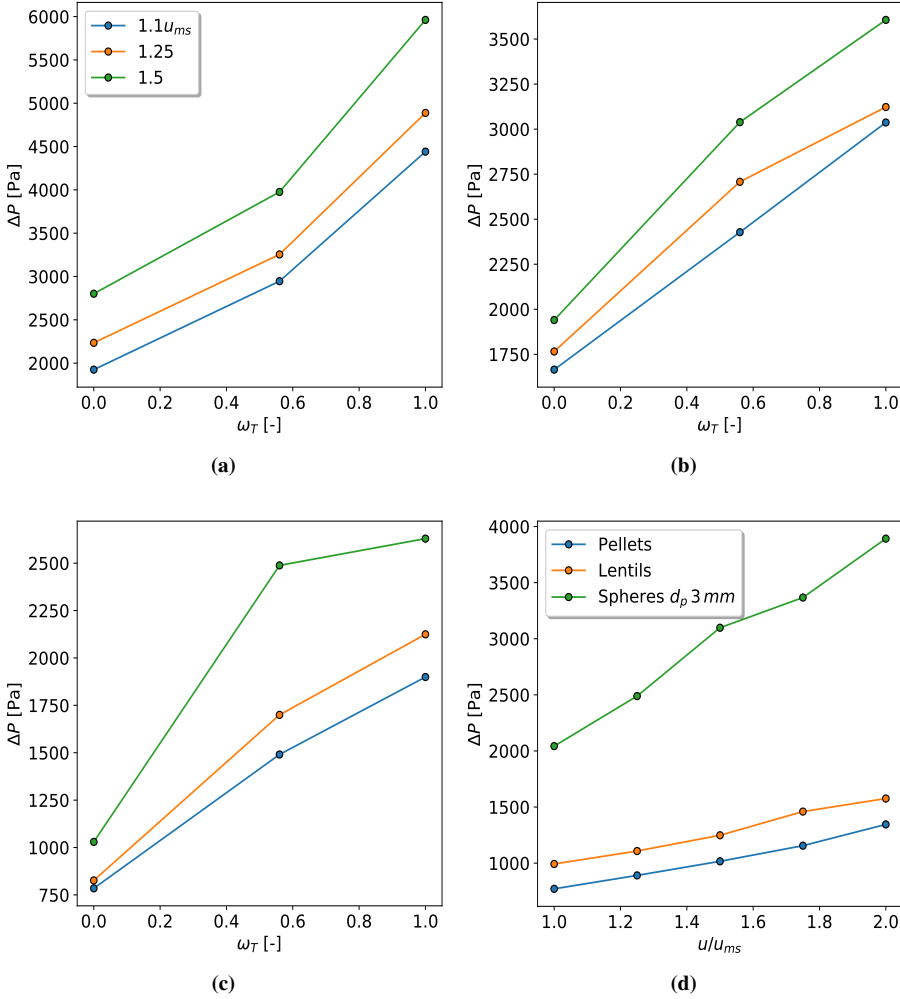 6000
5000
4500
4000
3500
3000
2500
2000
ΔP [Pa]
1.1u_ms
1.25
1.5
0.0 0.2 0.4 0.6 0.8 1.0
ω_T [-]
(a)
3500
3250
3000
2750
2500
2250
2000
1750
ΔP [Pa]
0.0 0.2 0.4 0.6 0.8 1.0
ω_T [-]
(b)
2500
2250
2000
1750
1500
1250
1000
750
ΔP [Pa]
0.0 0.2 0.4 0.6 0.8 1.0
ω_T [-]
(c)
4000
3500
3000
2500
2000
1500
1000
ΔP [Pa]
Pellets
Lentils
Spheres d_p 3 mm
1.0 1.2 1.4 1.6 1.8 2.0
u/u_ms
(d)